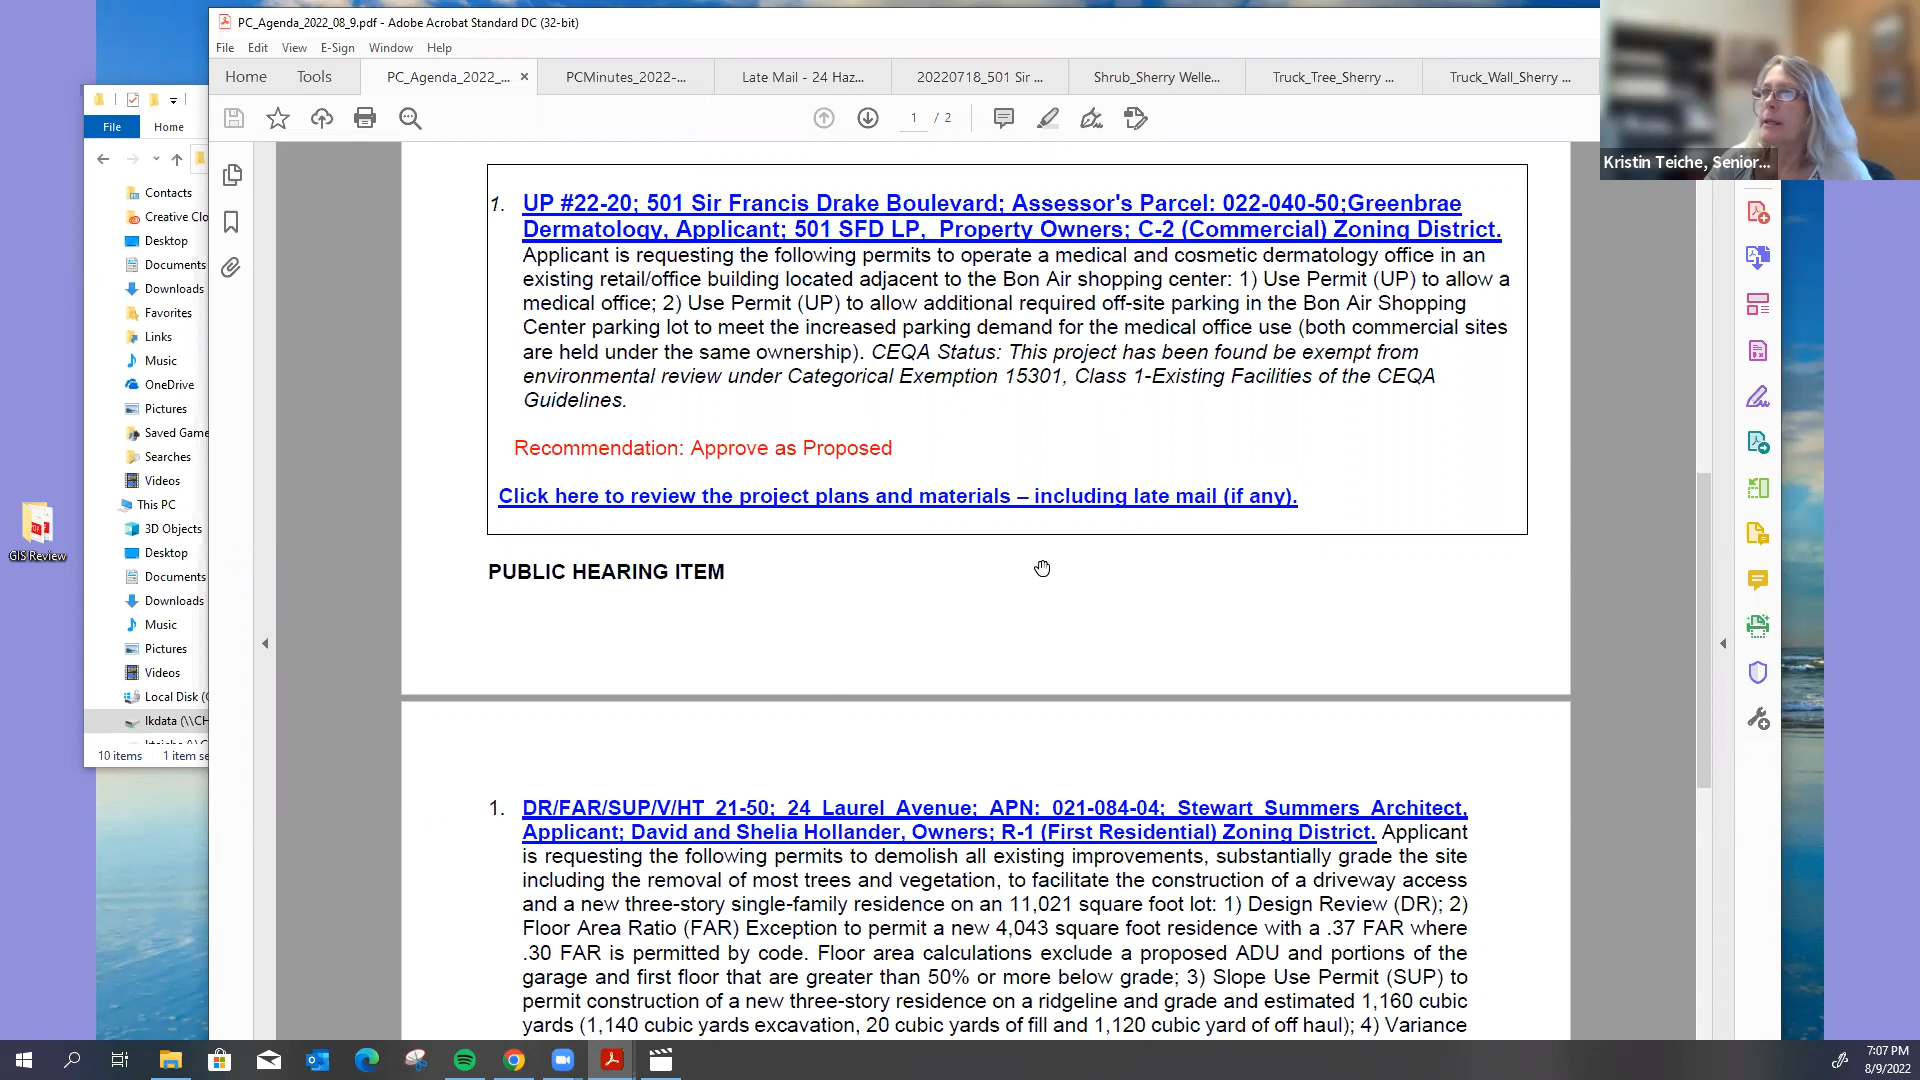 PC_Agenda_2022_08_9.pdf - Adobe Acrobat Standard DC (32-bit)
File Edit View E-Sign Window Help
Home Tools PC_Agenda_2022_... × PCMinutes_2022-... Late Mail - 24 Haz... 20220718_501 Sir ... Shrub_Sherry Welle... Truck_Tree_Sherry ... Truck_Wall_Sherry ...
1 / 2
Kristin Teiche, Senior...
File Home
Contacts
Creative Clo
Desktop
Documents
Downloads
Favorites
Links
Music
OneDrive
Pictures
Saved Game
Searches
Videos
This PC
3D Objects
Desktop
Documents
Downloads
Music
Pictures
Videos
Local Disk (C
lkdata (\\CH
10 items 1 item se
GIS Review
1. UP #22-20; 501 Sir Francis Drake Boulevard; Assessor's Parcel: 022-040-50;Greenbrae
Dermatology, Applicant; 501 SFD LP, Property Owners; C-2 (Commercial) Zoning District.
Applicant is requesting the following permits to operate a medical and cosmetic dermatology office in an
existing retail/office building located adjacent to the Bon Air shopping center: 1) Use Permit (UP) to allow a
medical office; 2) Use Permit (UP) to allow additional required off-site parking in the Bon Air Shopping
Center parking lot to meet the increased parking demand for the medical office use (both commercial sites
are held under the same ownership). CEQA Status: This project has been found be exempt from
environmental review under Categorical Exemption 15301, Class 1-Existing Facilities of the CEQA
Guidelines.
Recommendation: Approve as Proposed
Click here to review the project plans and materials – including late mail (if any).
PUBLIC HEARING ITEM
1. DR/FAR/SUP/V/HT 21-50; 24 Laurel Avenue; APN: 021-084-04; Stewart Summers Architect,
Applicant; David and Shelia Hollander, Owners; R-1 (First Residential) Zoning District. Applicant
is requesting the following permits to demolish all existing improvements, substantially grade the site
including the removal of most trees and vegetation, to facilitate the construction of a driveway access
and a new three-story single-family residence on an 11,021 square foot lot: 1) Design Review (DR); 2)
Floor Area Ratio (FAR) Exception to permit a new 4,043 square foot residence with a .37 FAR where
.30 FAR is permitted by code. Floor area calculations exclude a proposed ADU and portions of the
garage and first floor that are greater than 50% or more below grade; 3) Slope Use Permit (SUP) to
permit construction of a new three-story residence on a ridgeline and grade and estimated 1,160 cubic
yards (1,140 cubic yards excavation, 20 cubic yards of fill and 1,120 cubic yard of off haul); 4) Variance
7:07 PM
8/9/2022